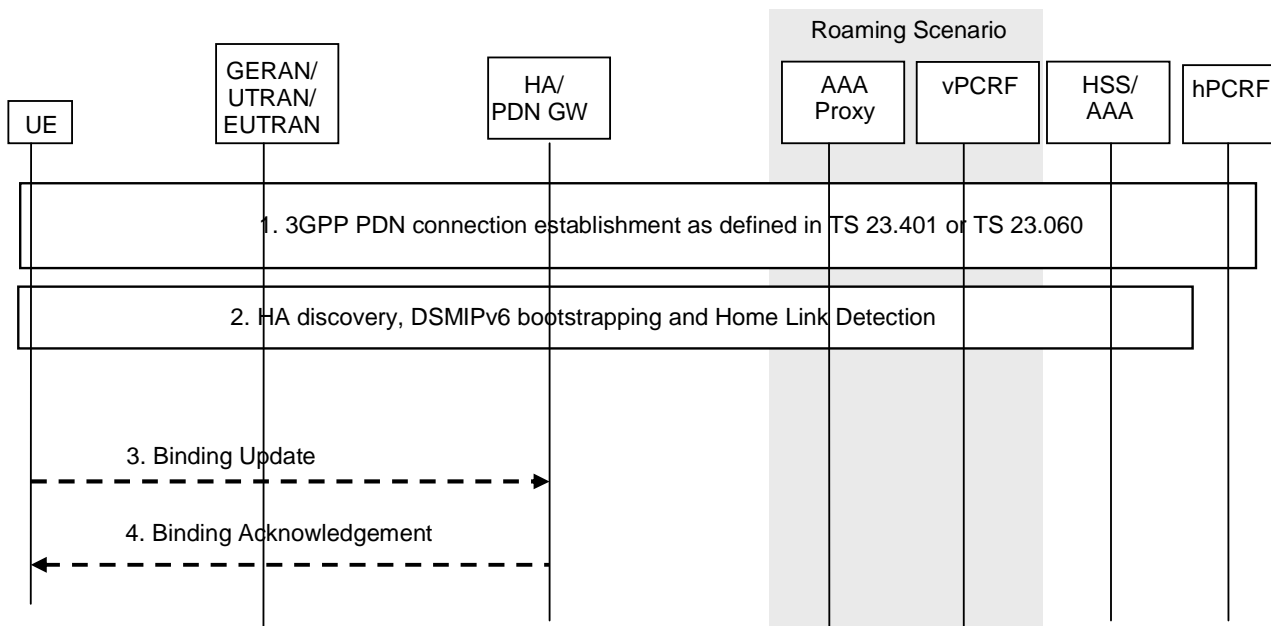 Roaming Scenario
UE
GERAN/
UTRAN/
EUTRAN
HA/
PDN GW
AAA
Proxy
vPCRF
HSS/
AAA
hPCRF
1. 3GPP PDN connection establishment as defined in TS 23.401 or TS 23.060
2. HA discovery, DSMIPv6 bootstrapping and Home Link Detection
3. Binding Update
4. Binding Acknowledgement